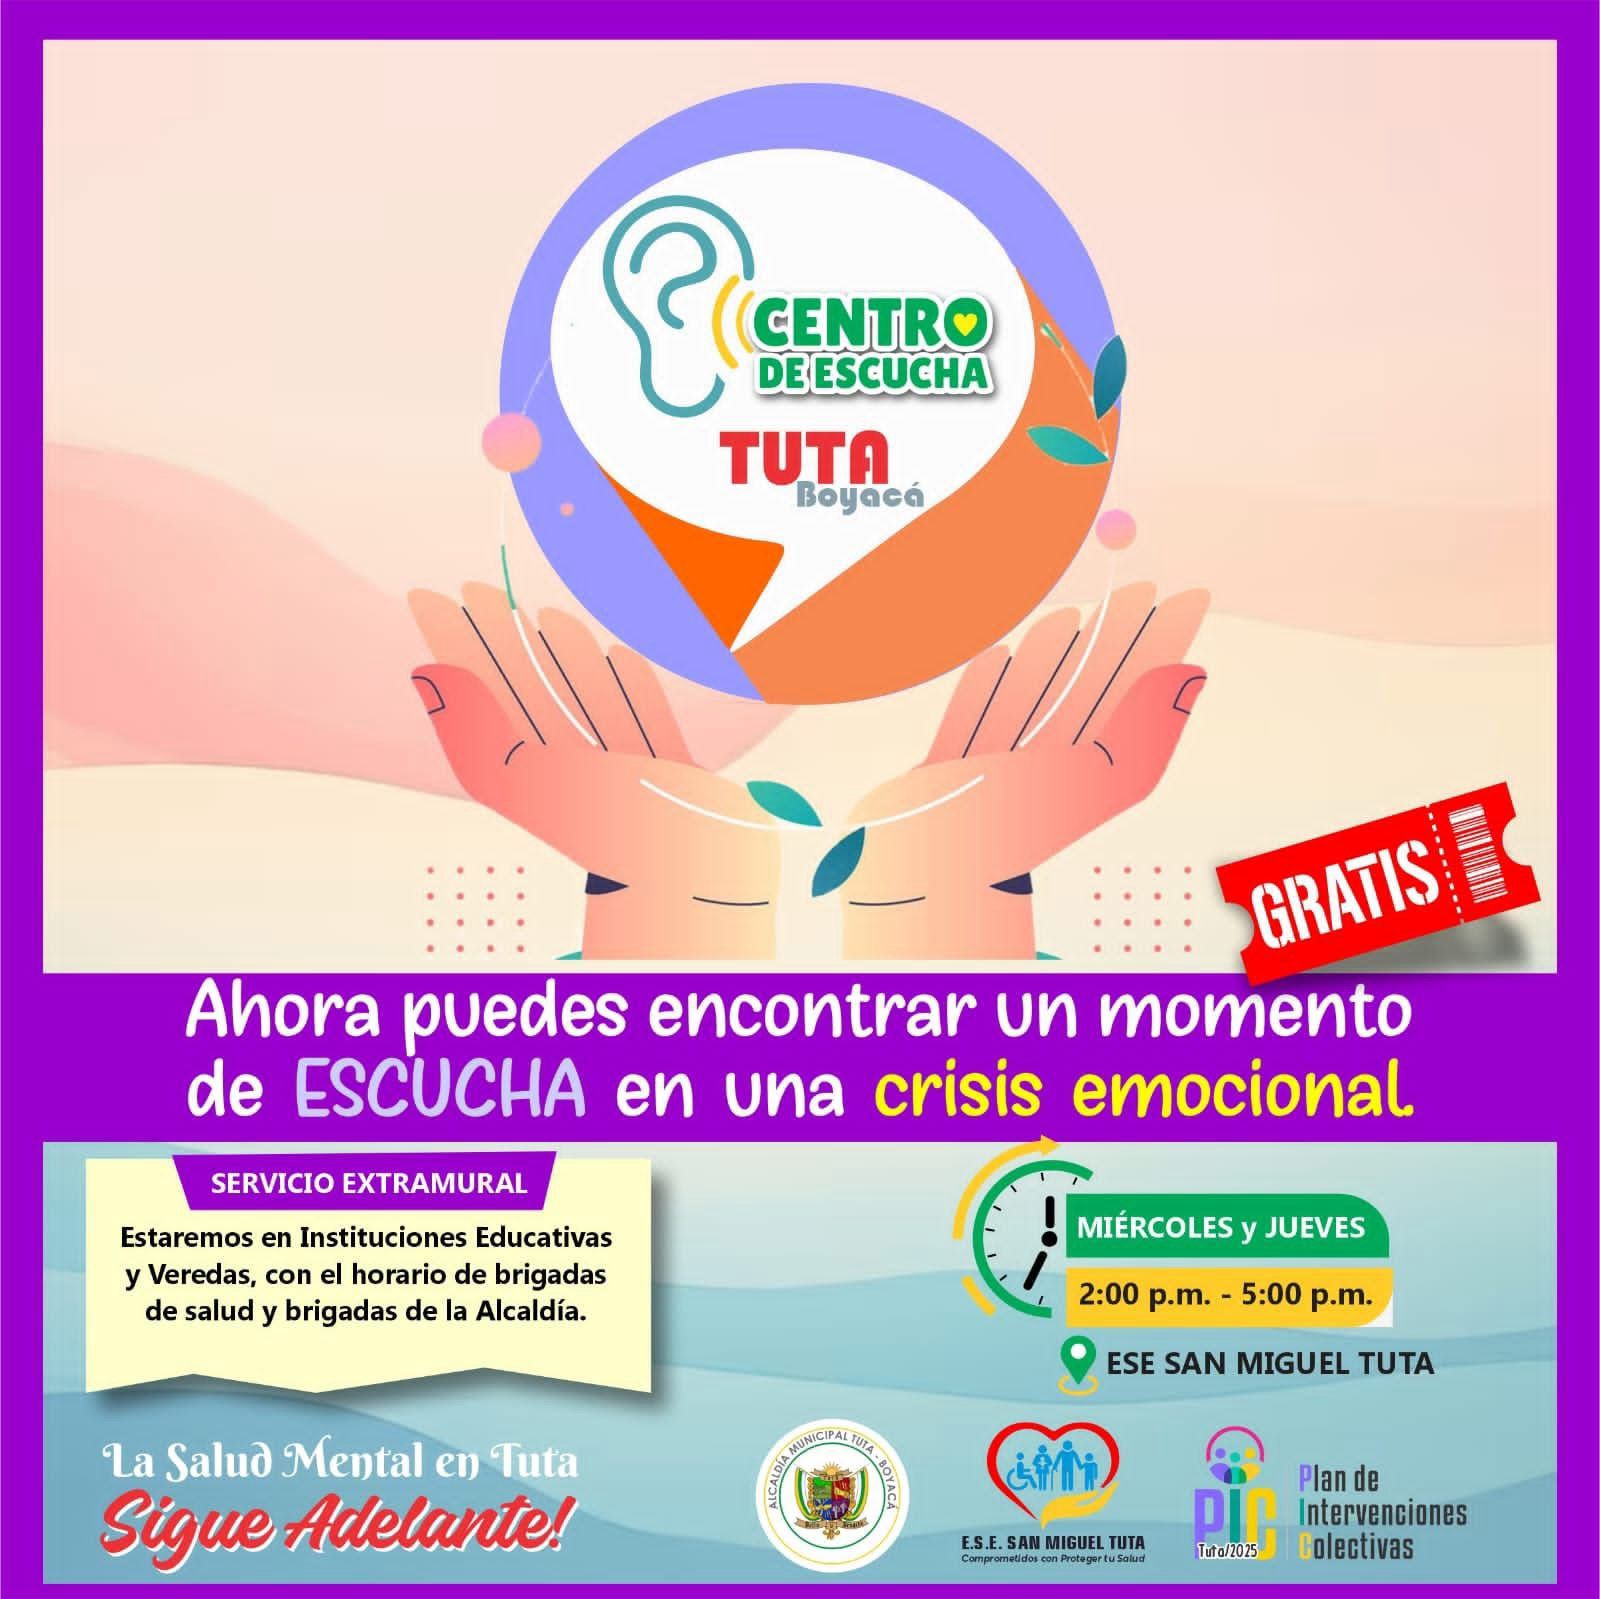 CENTRO
DE ESCUCHA
TUTA
Boyacá
GRATIS
Ahora puedes encontrar un momento
de ESCUCHA en una crisis emocional.
SERVICIO EXTRAMURAL
Estaremos en Instituciones Educativas
y Veredas, con el horario de brigadas
de salud y brigadas de la Alcaldía.
MIÉRCOLES y JUEVES
2:00 p.m. - 5:00 p.m.
ESE SAN MIGUEL TUTA
La Salud Mental en Tuta
Sigue Adelante!
ALCALDÍA MUNICIPAL TUTA - BOYACÁ
E.S.E. SAN MIGUEL TUTA
Comprometidos con Proteger tu Salud
PIC
Tuta/2025
Plan de
Intervenciones
Colectivas